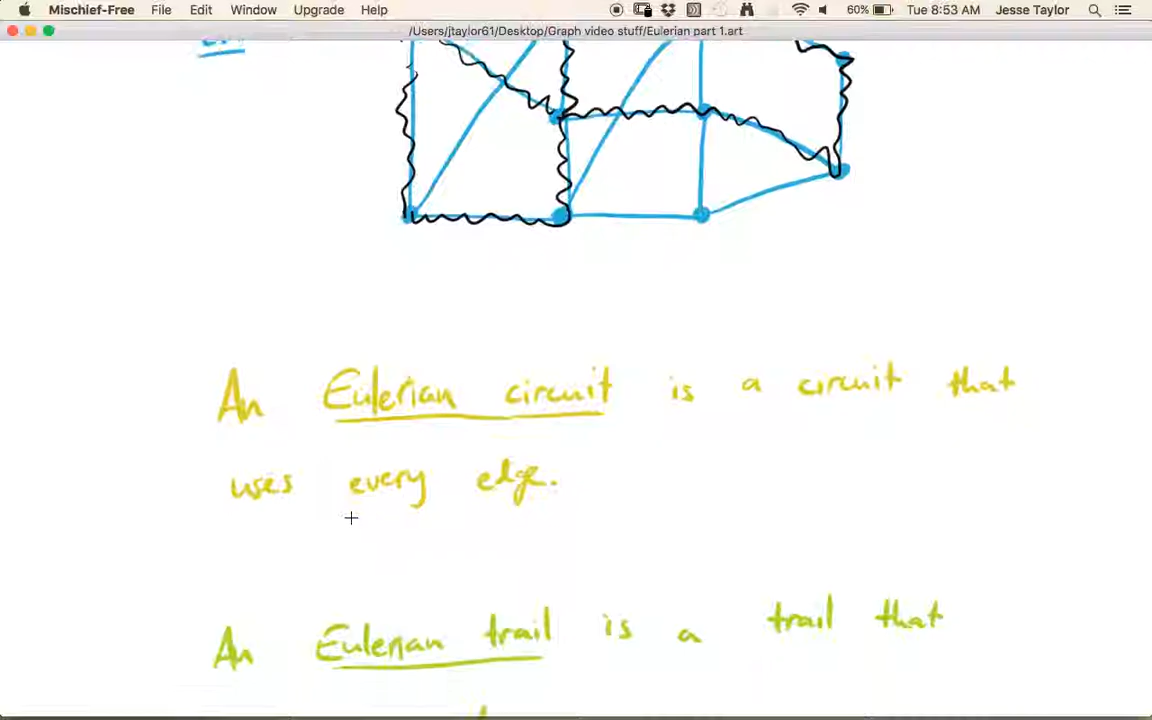 Mischief-Free File Edit Window Upgrade Help 60% Tue 8:53 AM Jesse Taylor
/Users/jtaylor61/Desktop/Graph video stuff/Eulerian part 1.art
An Eulerian circuit is a circuit that
uses every edge.
An Eulerian trail is a trail that